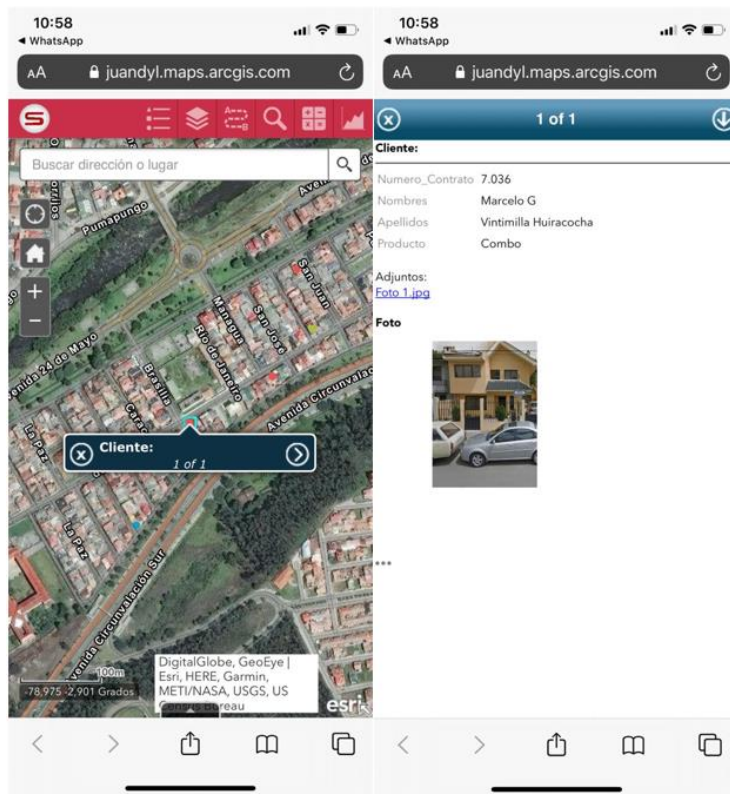 10:58
◀ WhatsApp
AA juandyl.maps.arcgis.com
S
Buscar dirección o lugar
Pumapungo
San Juan
Managua
San José
Río de Janeiro
Avenida 24 de Mayo
Brasilia
Avenida Circunvalac
La Paz
+
−
Cliente:
1 of 1
La Paz
Avenida Circunvalación Sur
100m
-78,975 -2,901 Grados
DigitalGlobe, GeoEye |
Esri, HERE, Garmin,
METI/NASA, USGS, US
Census Bureau
esri
10:58
◀ WhatsApp
AA juandyl.maps.arcgis.com
1 of 1
Cliente:
Numero_Contrato 7.036
Nombres Marcelo G
Apellidos Vintimilla Huiracocha
Producto Combo
Adjuntos:
Foto 1.jpg
Foto